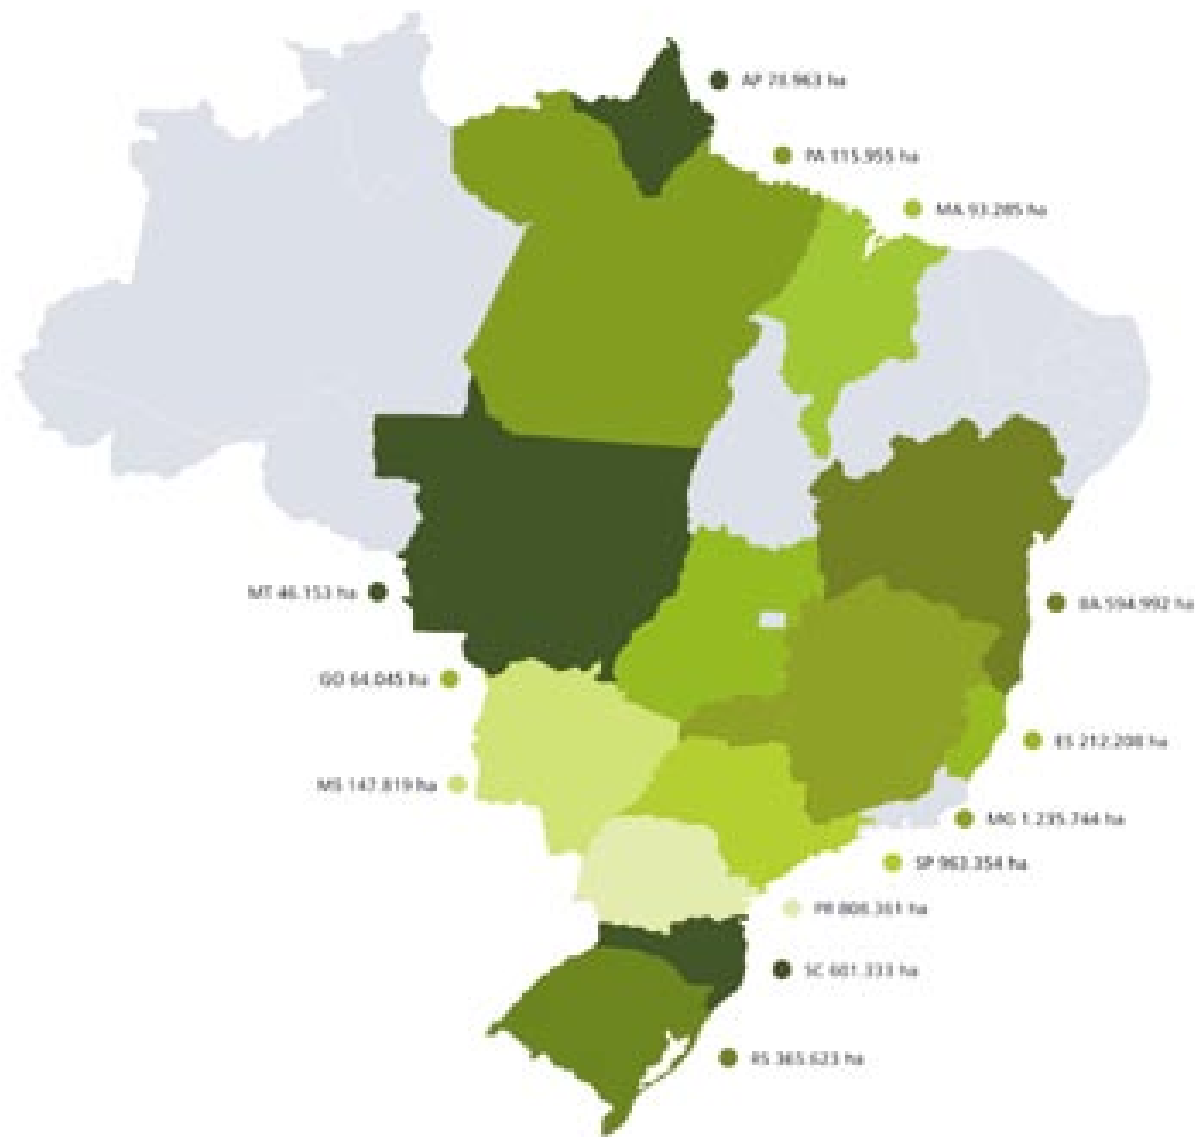 AP 73.963 ha
PA 115.955 ha
MA 93.285 ha
MT 46.153 ha
BA 594.992 ha
GO 64.045 ha
ES 212.208 ha
MS 147.819 ha
MG 1.235.744 ha
SP 963.354 ha
PR 808.361 ha
SC 601.333 ha
RS 365.623 ha